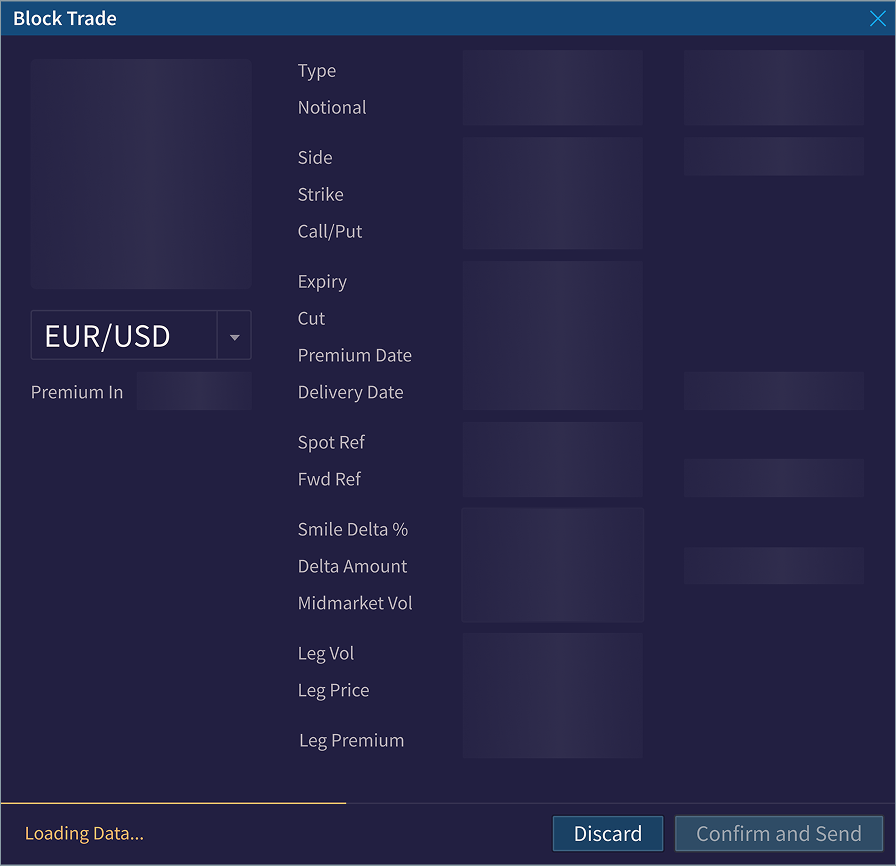 Block Trade
Type
Notional
Side
Strike
Call/Put
Expiry
EUR/USD
Cut
Premium Date
Premium In
Delivery Date
Spot Ref
Fwd Ref
Smile Delta %
Delta Amount
Midmarket Vol
Leg Vol
Leg Price
Leg Premium
Loading Data...
Discard
Confirm and Send